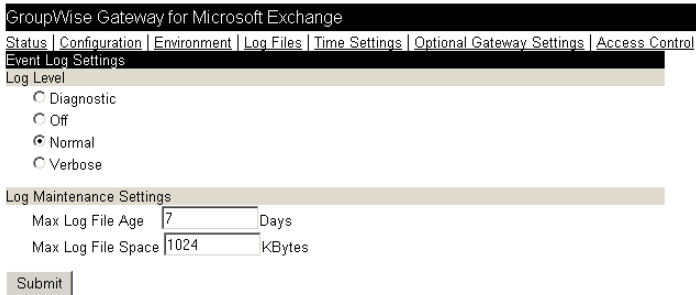 GroupWise Gateway for Microsoft Exchange
Status | Configuration | Environment | Log Files | Time Settings | Optional Gateway Settings | Access Control
Event Log Settings
Log Level
Diagnostic
Off
Normal
Verbose
Log Maintenance Settings
Max Log File Age 7 Days
Max Log File Space 1024 KBytes
Submit